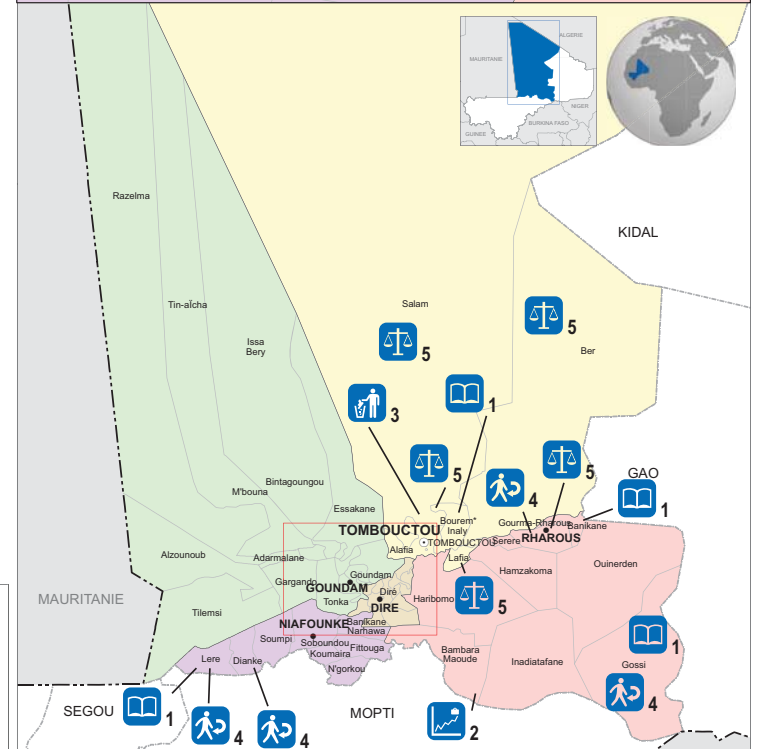 ALGERIE
MAURITANIE
NIGER
BURKINA FASO
GUINEE
Razelma
KIDAL
Tin-aÏcha
Salam
5
Issa
Bery
5
Ber
3
1
5
5
GAO
Bintagoungou
M'bouna
4
1
Essakane
Bourem*
Inaly
Gourma-Rharous
Banikane
TOMBOUCTOU
TOMBOUCTOU
Serere
RHAROUS
Alafia
Lafia
Alzounoub
Adarmalane
Ouinerden
Hamzakoma
Gargando
Goundam
GOUNDAM
Diré
MAURITANIE
Tonka
DIRE
Haribomo
5
Tilemsi
NIAFOUNKE
Banikane
Narhawa
Soumpi
Soboundou
Koumaira
Fittouga
Bambara
Maoude
1
Lere
Dianke
Inadiatafane
Gossi
N'gorkou
4
SEGOU
1
4
4
MOPTI
2